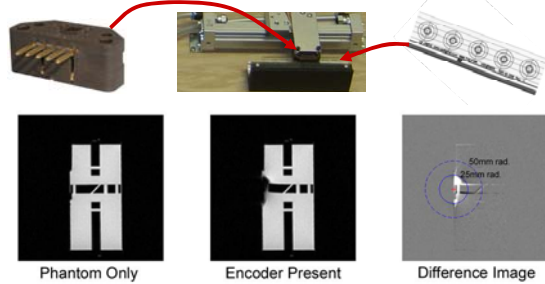 50mm rad.
25mm rad.
Phantom Only
Encoder Present
Difference Image